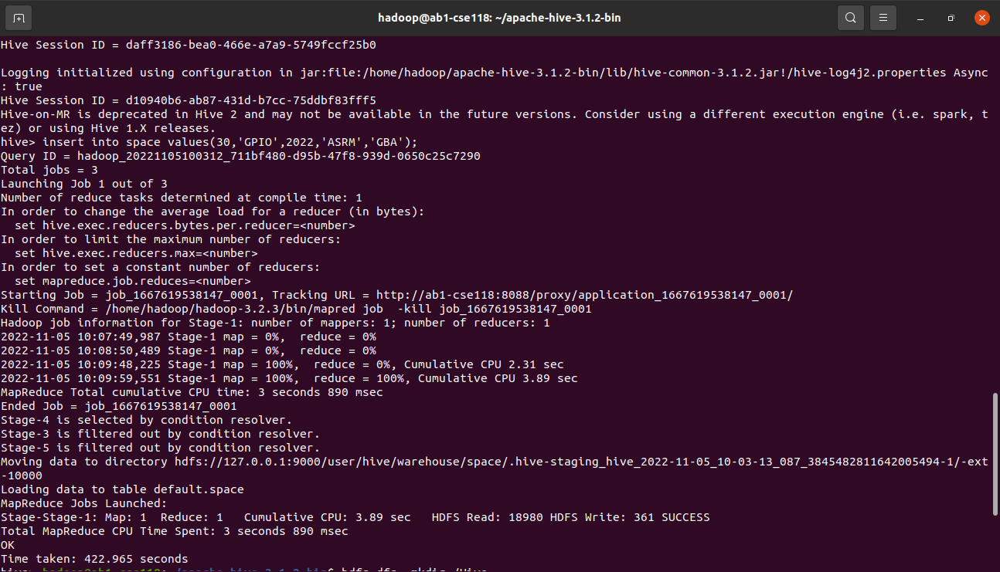 hadoop@ab1-cse118: ~/apache-hive-3.1.2-bin
Hive Session ID = daff3186-bea0-466e-a7a9-5749fccf25b0
Logging initialized using configuration in jar:file:/home/hadoop/apache-hive-3.1.2-bin/lib/hive-common-3.1.2.jar!/hive-log4j2.properties Async
: true
Hive Session ID = d10940b6-ab87-431d-b7cc-75ddbf83fff5
Hive-on-MR is deprecated in Hive 2 and may not be available in the future versions. Consider using a different execution engine (i.e. spark, t
ez) or using Hive 1.X releases.
hive> insert into space values(30,'GPIO',2022,'ASRM','GBA');
Query ID = hadoop_20221105100312_711bf480-d95b-47f8-939d-0650c25c7290
Total jobs = 3
Launching Job 1 out of 3
Number of reduce tasks determined at compile time: 1
In order to change the average load for a reducer (in bytes):
  set hive.exec.reducers.bytes.per.reducer=<number>
In order to limit the maximum number of reducers:
  set hive.exec.reducers.max=<number>
In order to set a constant number of reducers:
  set mapreduce.job.reduces=<number>
Starting Job = job_1667619538147_0001, Tracking URL = http://ab1-cse118:8088/proxy/application_1667619538147_0001/
Kill Command = /home/hadoop/hadoop-3.2.3/bin/mapred job  -kill job_1667619538147_0001
Hadoop job information for Stage-1: number of mappers: 1; number of reducers: 1
2022-11-05 10:07:49,987 Stage-1 map = 0%,  reduce = 0%
2022-11-05 10:08:50,489 Stage-1 map = 0%,  reduce = 0%
2022-11-05 10:09:48,225 Stage-1 map = 100%,  reduce = 0%, Cumulative CPU 2.31 sec
2022-11-05 10:09:59,551 Stage-1 map = 100%,  reduce = 100%, Cumulative CPU 3.89 sec
MapReduce Total cumulative CPU time: 3 seconds 890 msec
Ended Job = job_1667619538147_0001
Stage-4 is selected by condition resolver.
Stage-3 is filtered out by condition resolver.
Stage-5 is filtered out by condition resolver.
Moving data to directory hdfs://127.0.0.1:9000/user/hive/warehouse/space/.hive-staging_hive_2022-11-05_10-03-13_087_3845482811642005494-1/-ext
-10000
Loading data to table default.space
MapReduce Jobs Launched:
Stage-Stage-1: Map: 1  Reduce: 1   Cumulative CPU: 3.89 sec   HDFS Read: 18980 HDFS Write: 361 SUCCESS
Total MapReduce CPU Time Spent: 3 seconds 890 msec
OK
Time taken: 422.965 seconds
hive> hadoop@ab1-cse118:~/apache-hive-3.1.2-bin$ hdfs dfs -mkdir /Hive